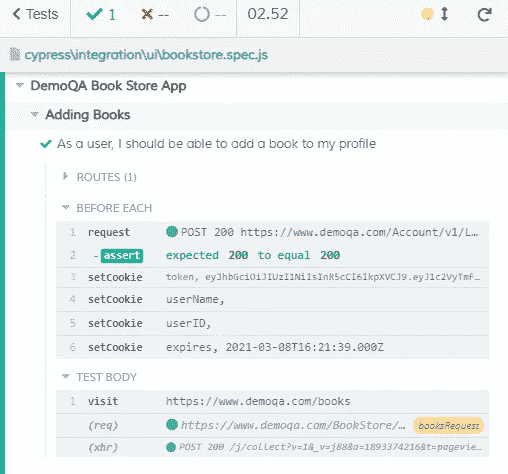 Tests 1 -- -- 02.52
cypress\integration\ui\bookstore.spec.js
DemoQA Book Store App
Adding Books
As a user, I should be able to add a book to my profile
ROUTES (1)
BEFORE EACH
1 request POST 200 https://www.demoqa.com/Account/v1/L…
2 -assert expected 200 to equal 200
3 setCookie token,
4 setCookie userName,
5 setCookie userID,
6 setCookie expires, 2021-03-08T16:21:39.000Z
TEST BODY
1 visit https://www.demoqa.com/books
(req) https://www.demoqa.com/BookStore/… booksRequest
(xhr) POST 200 /j/collect?v=1&_v=j88&a=1893374216&t=pagevie…